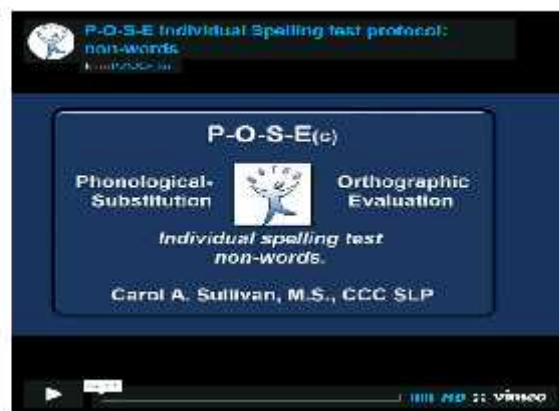 P-O-S-E Individual Spelling test protocol:
non-words
P-O-S-E(c)
Phonological-
Substitution
Orthographic
Evaluation
Individual spelling test
non-words.
Carol A. Sullivan, M.S., CCC SLP
HD vimeo